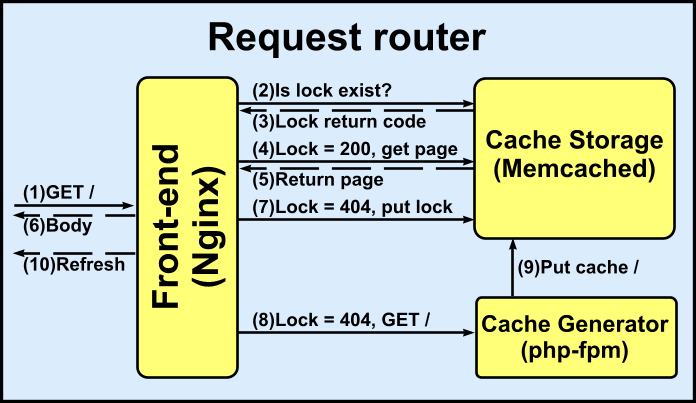 Request router
(1)GET /
(6)Body
(10)Refresh
Front-end
(Nginx)
(2)Is lock exist?
(3)Lock return code
(4)Lock = 200, get page
(5)Return page
(7)Lock = 404, put lock
(8)Lock = 404, GET /
Cache Storage
(Memcached)
(9)Put cache /
Cache Generator
(php-fpm)